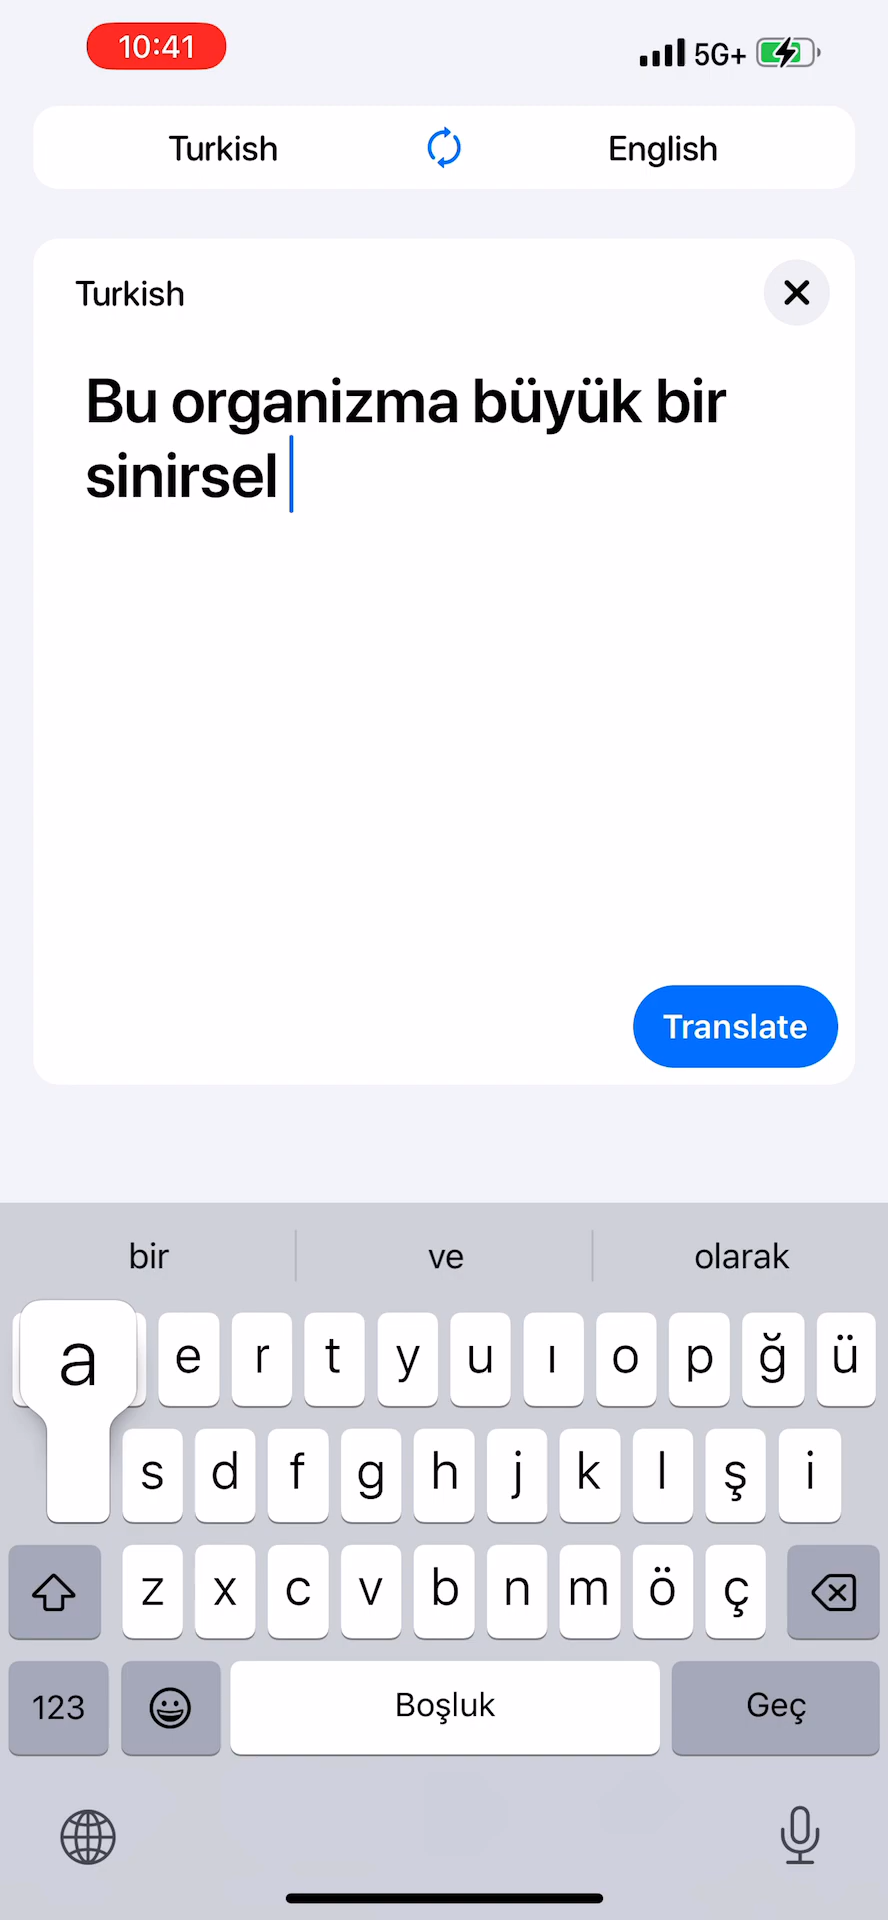 10:41 5G+
Turkish English
Turkish
Bu organizma büyük bir
sinirsel
Translate
bir ve olarak
a e r t y u ı o p ğ ü
s d f g h j k l ş i
z x c v b n m ö ç
123 Boşluk Geç